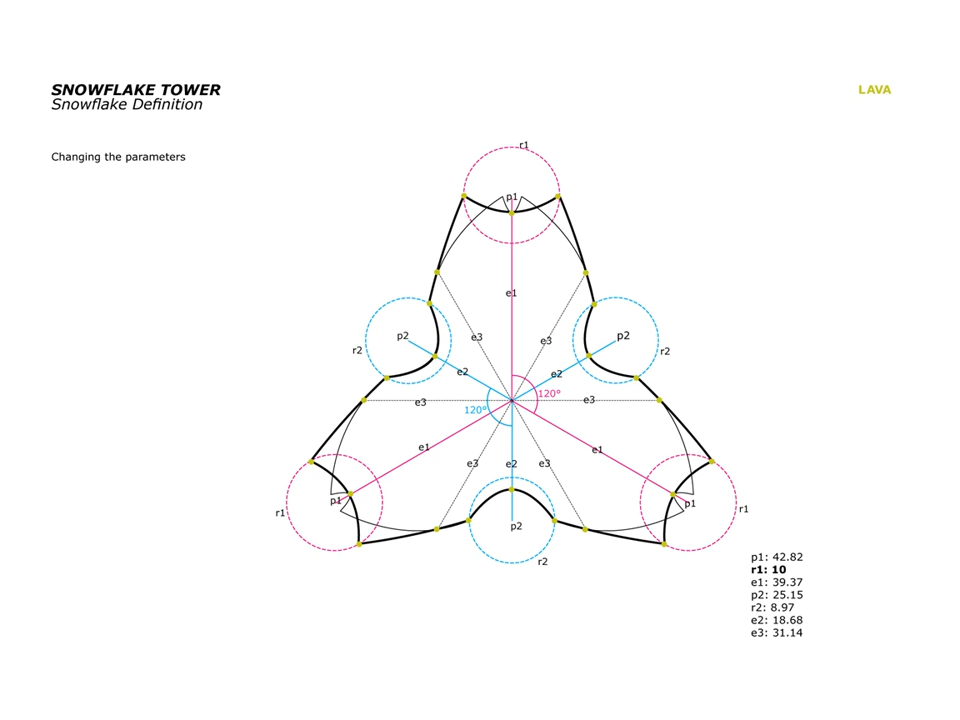 SNOWFLAKE TOWER
Snowflake Definition
LAVA
Changing the parameters
r1
p1
e1
p2
p2
r2
r2
e3
e3
e2
e2
120°
120°
e3
e3
e1
e1
e3
e2
e3
p1
p1
r1
r1
p2
r2
p1: 42.82
r1: 10
e1: 39.37
p2: 25.15
r2: 8.97
e2: 18.68
e3: 31.14